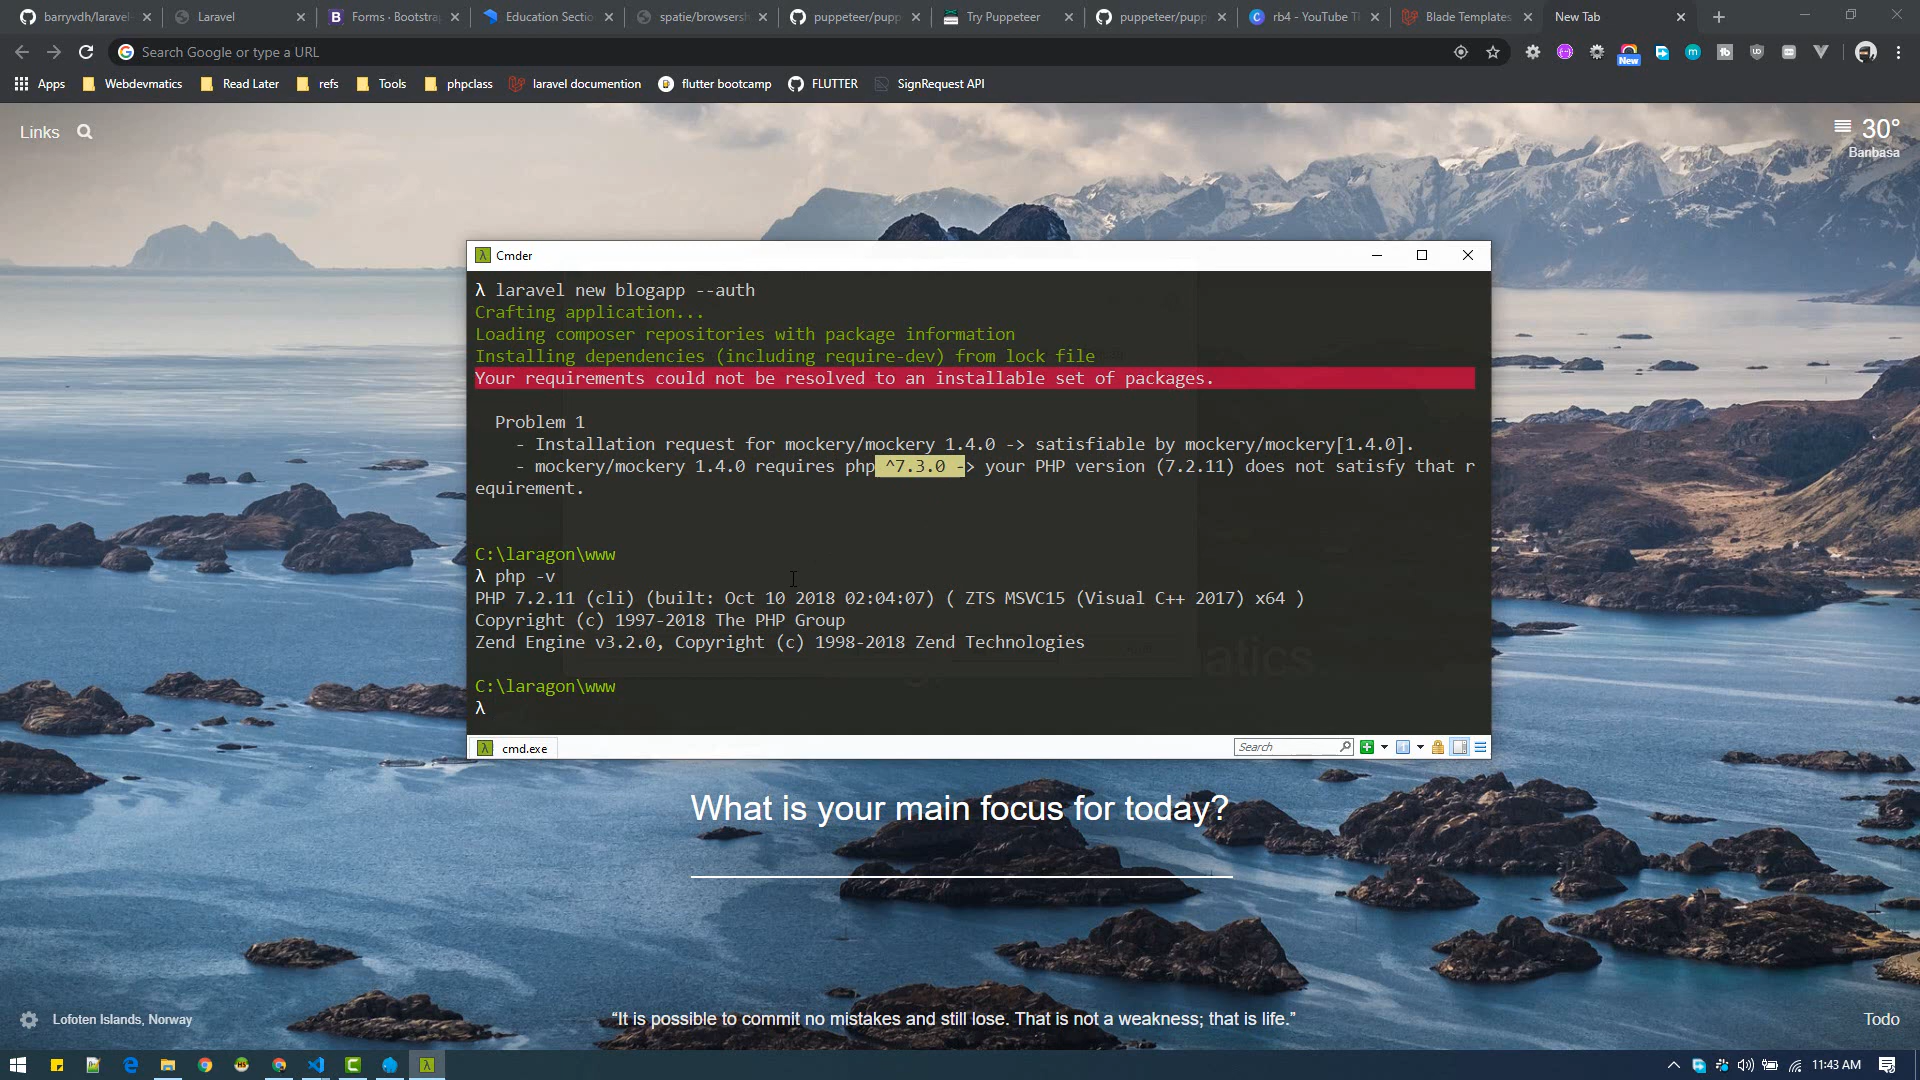 barryvdh/laravel-
Laravel
Forms · Bootstrap
Education Sectio
spatie/browsersh
puppeteer/pupp
Try Puppeteer
puppeteer/pupp
rb4 - YouTube T
Blade Templates
New Tab
Search Google or type a URL
New
Apps
Webdevmatics
Read Later
refs
Tools
phpclass
laravel documention
flutter bootcamp
FLUTTER
SignRequest API
Links
30°
Banbasa
Cmder
λ laravel new blogapp --auth
Crafting application...
Loading composer repositories with package information
Installing dependencies (including require-dev) from lock file
Your requirements could not be resolved to an installable set of packages.
Problem 1
- Installation request for mockery/mockery 1.4.0 -> satisfiable by mockery/mockery[1.4.0].
- mockery/mockery 1.4.0 requires php ^7.3.0 -> your PHP version (7.2.11) does not satisfy that r
equirement.
C:\laragon\www
λ php -v
PHP 7.2.11 (cli) (built: Oct 10 2018 02:04:07) ( ZTS MSVC15 (Visual C++ 2017) x64 )
Copyright (c) 1997-2018 The PHP Group
Zend Engine v3.2.0, Copyright (c) 1998-2018 Zend Technologies
C:\laragon\www
λ
cmd.exe
Search
What is your main focus for today?
Lofoten Islands, Norway
“It is possible to commit no mistakes and still lose. That is not a weakness; that is life.”
Todo
11:43 AM